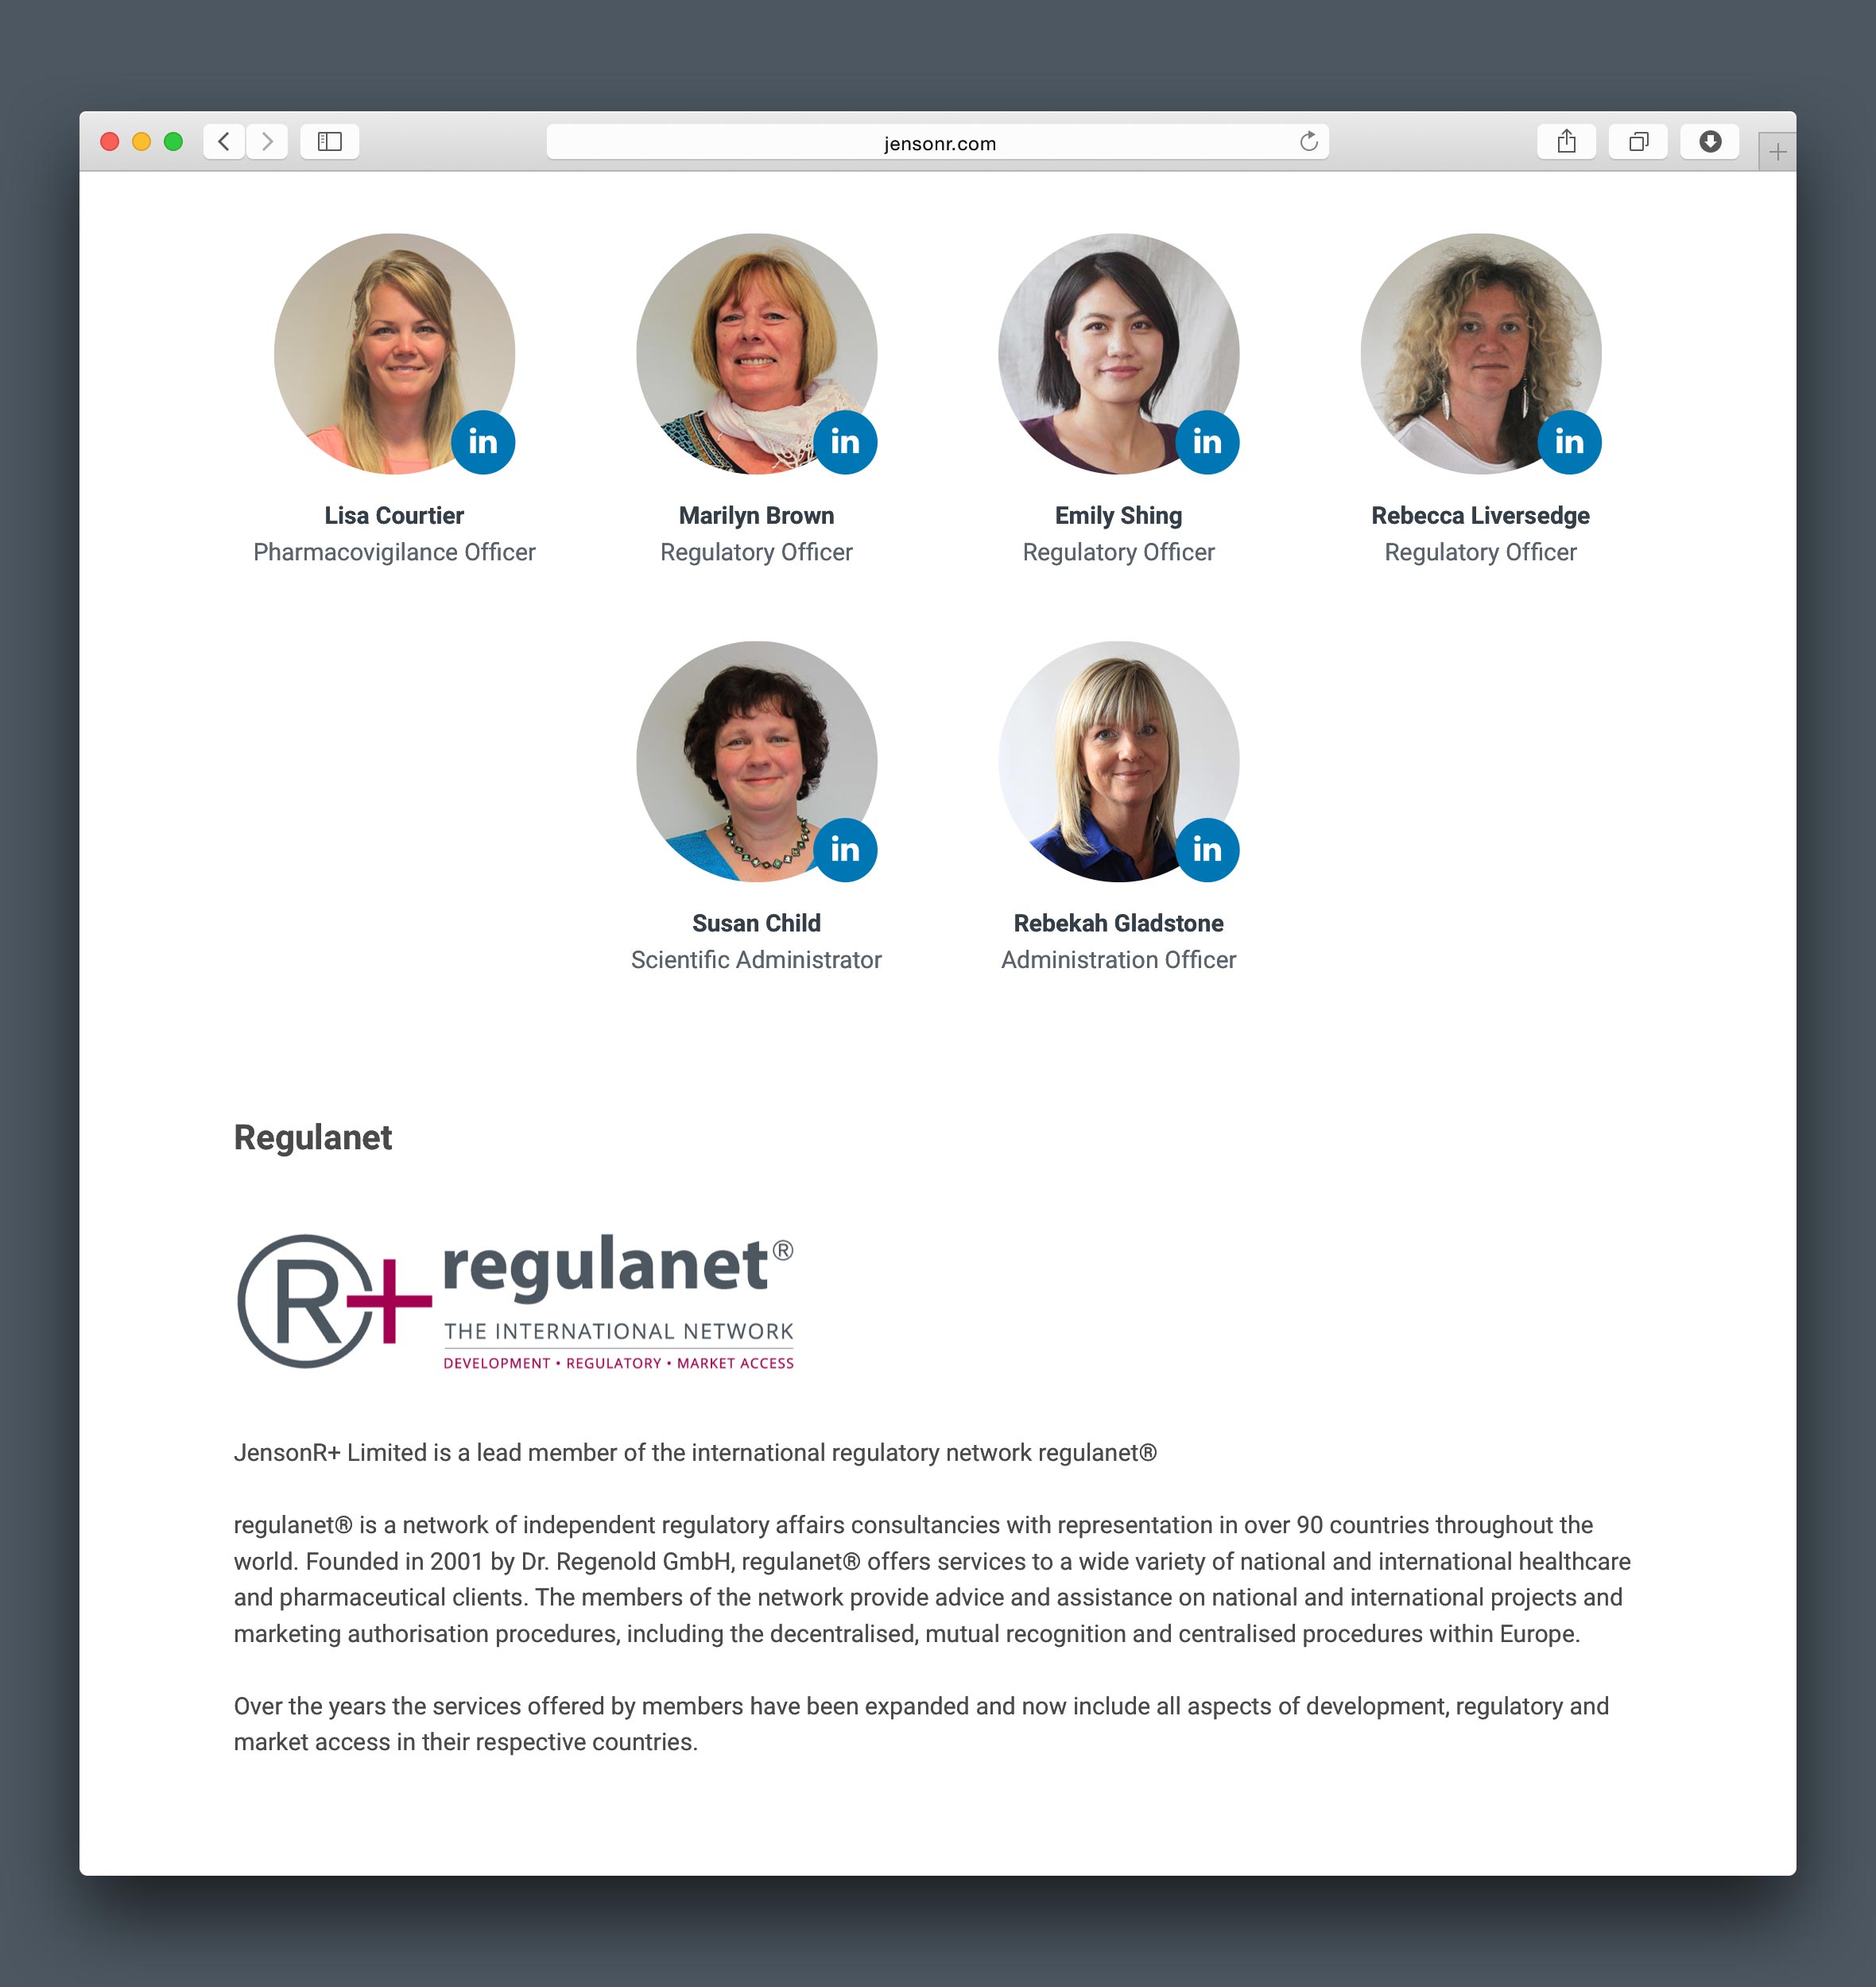 jensonr.com
in
in
in
in
Lisa Courtier
Pharmacovigilance Officer
Marilyn Brown
Regulatory Officer
Emily Shing
Regulatory Officer
Rebecca Liversedge
Regulatory Officer
in
in
Susan Child
Scientific Administrator
Rebekah Gladstone
Administration Officer
Regulanet
R+
regulanet®
THE INTERNATIONAL NETWORK
DEVELOPMENT • REGULATORY • MARKET ACCESS
JensonR+ Limited is a lead member of the international regulatory network regulanet®
regulanet® is a network of independent regulatory affairs consultancies with representation in over 90 countries throughout the
world. Founded in 2001 by Dr. Regenold GmbH, regulanet® offers services to a wide variety of national and international healthcare
and pharmaceutical clients. The members of the network provide advice and assistance on national and international projects and
marketing authorisation procedures, including the decentralised, mutual recognition and centralised procedures within Europe.
Over the years the services offered by members have been expanded and now include all aspects of development, regulatory and
market access in their respective countries.